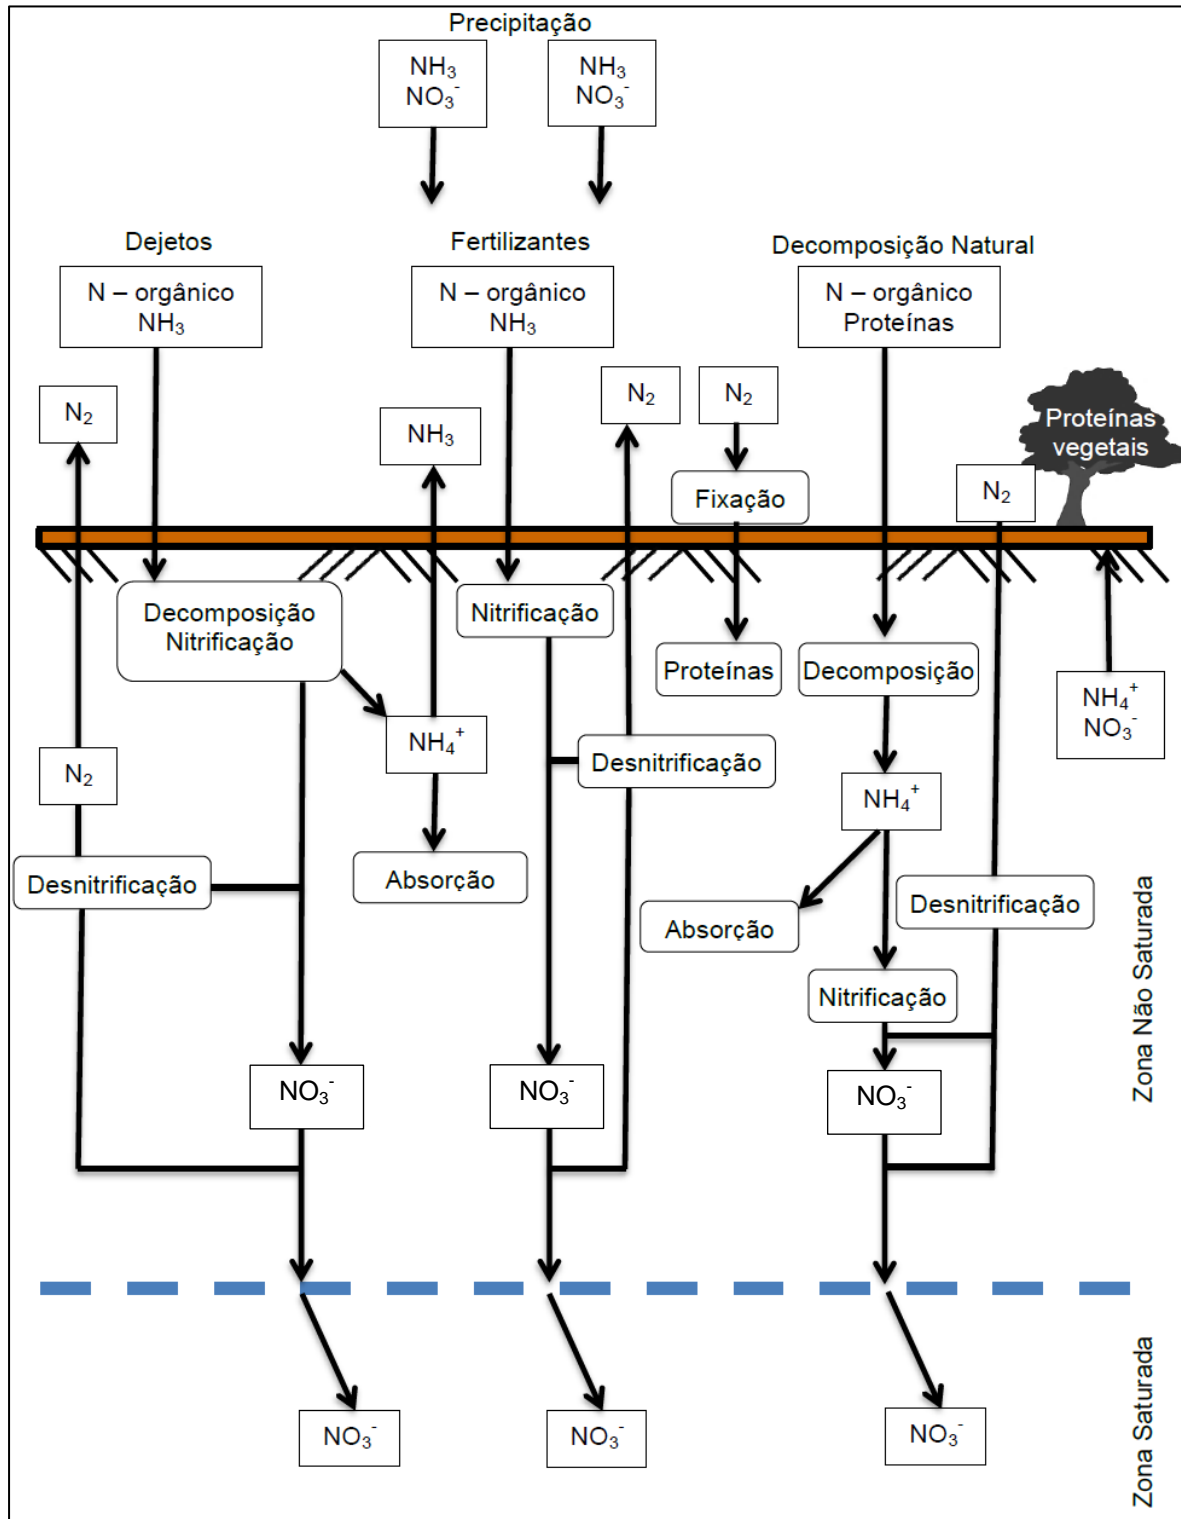 Precipitação
NH₃
NO₃⁻
NH₃
NO₃⁻
Dejetos
Fertilizantes
Decomposição Natural
N – orgânico
NH₃
N – orgânico
NH₃
N – orgânico
Proteínas
N₂
NH₃
N₂
N₂
Proteínas
vegetais
N₂
Fixação
Decomposição
Nitrificação
Nitrificação
Proteínas
Decomposição
NH₄⁺
NO₃⁻
N₂
NH₄⁺
Desnitrificação
NH₄⁺
Desnitrificação
Absorção
Absorção
Desnitrificação
Nitrificação
Zona Não Saturada
NO₃⁻
NO₃⁻
NO₃⁻
Zona Saturada
NO₃⁻
NO₃⁻
NO₃⁻